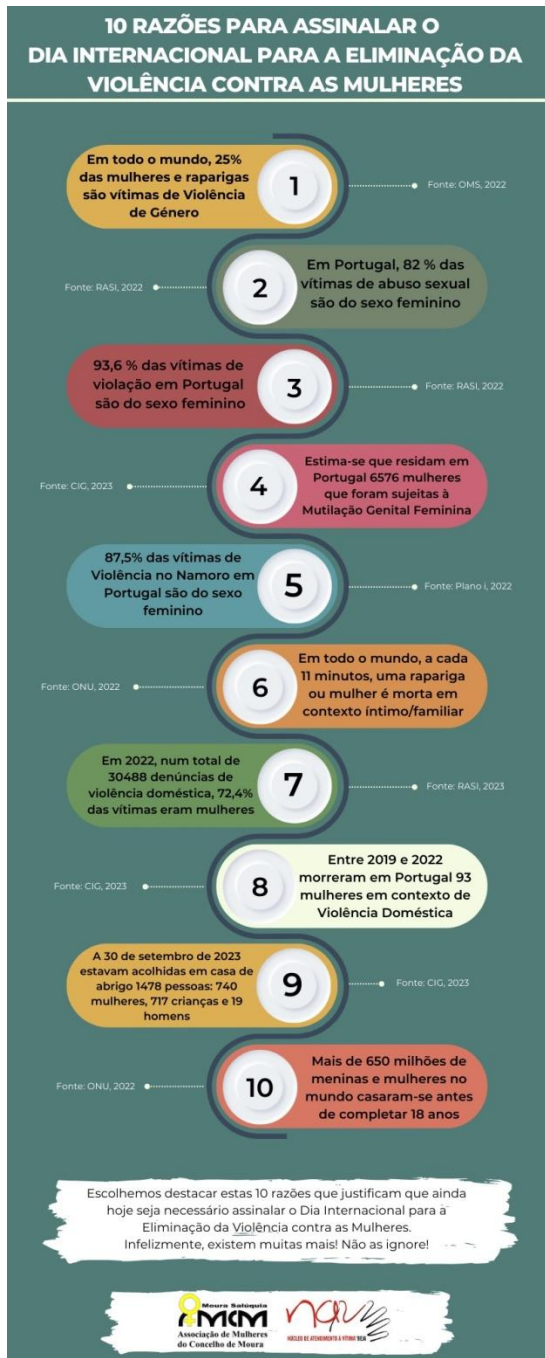 10 RAZÕES PARA ASSINALAR O
DIA INTERNACIONAL PARA A ELIMINAÇÃO DA
VIOLÊNCIA CONTRA AS MULHERES
Em todo o mundo, 25%
das mulheres e raparigas
são vítimas de Violência
de Género
1
Fonte: OMS, 2022
Fonte: RASI, 2022
2
Em Portugal, 82 % das
vítimas de abuso sexual
são do sexo feminino
93,6 % das vítimas de
violação em Portugal
são do sexo feminino
3
Fonte: RASI, 2022
Fonte: CIG, 2023
4
Estima-se que residam em
Portugal 6576 mulheres
que foram sujeitas à
Mutilação Genital Feminina
87,5% das vítimas de
Violência no Namoro em
Portugal são do sexo
feminino
5
Fonte: Plano i, 2022
Fonte: ONU, 2022
6
Em todo o mundo, a cada
11 minutos, uma rapariga
ou mulher é morta em
contexto íntimo/familiar
Em 2022, num total de
30488 denúncias de
violência doméstica, 72,4%
das vítimas eram mulheres
7
Fonte: RASI, 2023
Fonte: CIG, 2023
8
Entre 2019 e 2022
morreram em Portugal 93
mulheres em contexto de
Violência Doméstica
A 30 de setembro de 2023
estavam acolhidas em casa de
abrigo 1478 pessoas: 740
mulheres, 717 crianças e 19
homens
9
Fonte: CIG, 2023
Fonte: ONU, 2022
10
Mais de 650 milhões de
meninas e mulheres no
mundo casaram-se antes
de completar 18 anos
Escolhemos destacar estas 10 razões que justificam que ainda
hoje seja necessário assinalar o Dia Internacional para a
Eliminação da Violência contra as Mulheres.
Infelizmente, existem muitas mais! Não as ignore!
Moura Salúquia
AMCM
Associação de Mulheres
do Concelho de Moura
nav
NÚCLEO DE ATENDIMENTO À VÍTIMA BEJA